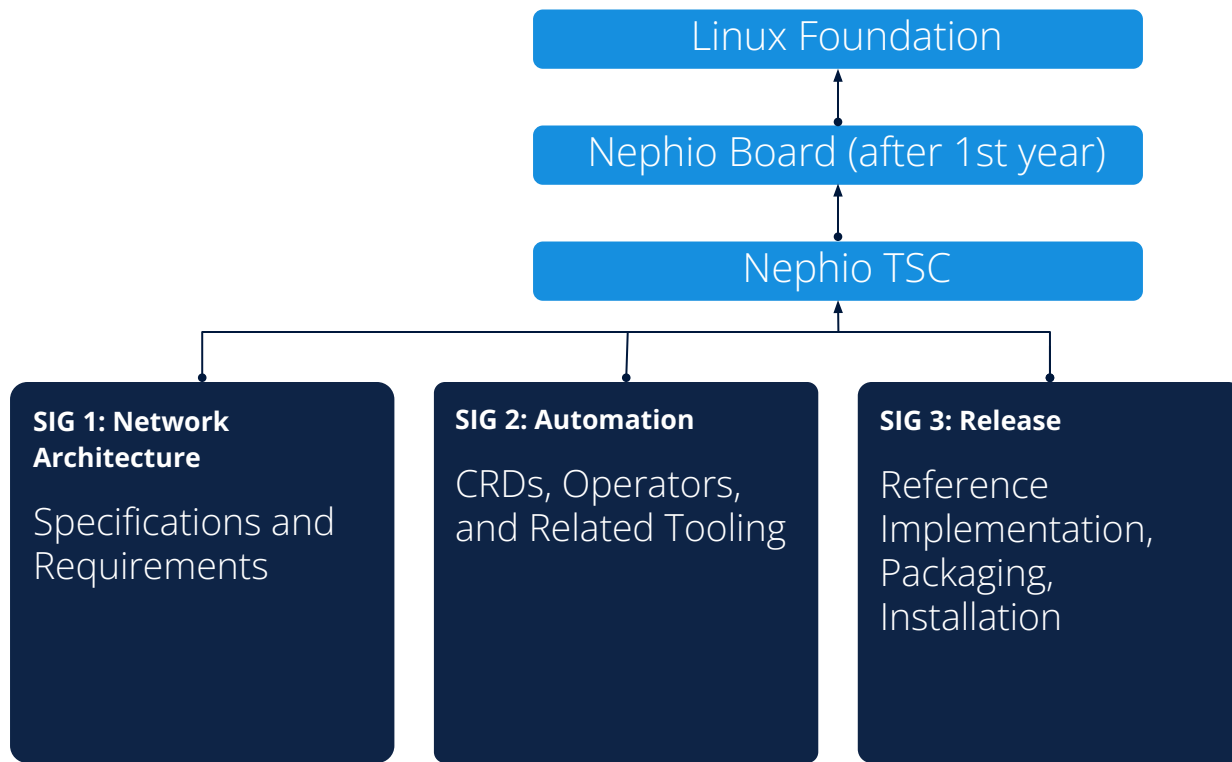 Linux Foundation
Nephio Board (after 1st year)
Nephio TSC
SIG 1: Network
Architecture
Specifications and
Requirements
SIG 2: Automation
CRDs, Operators,
and Related Tooling
SIG 3: Release
Reference
Implementation,
Packaging,
Installation